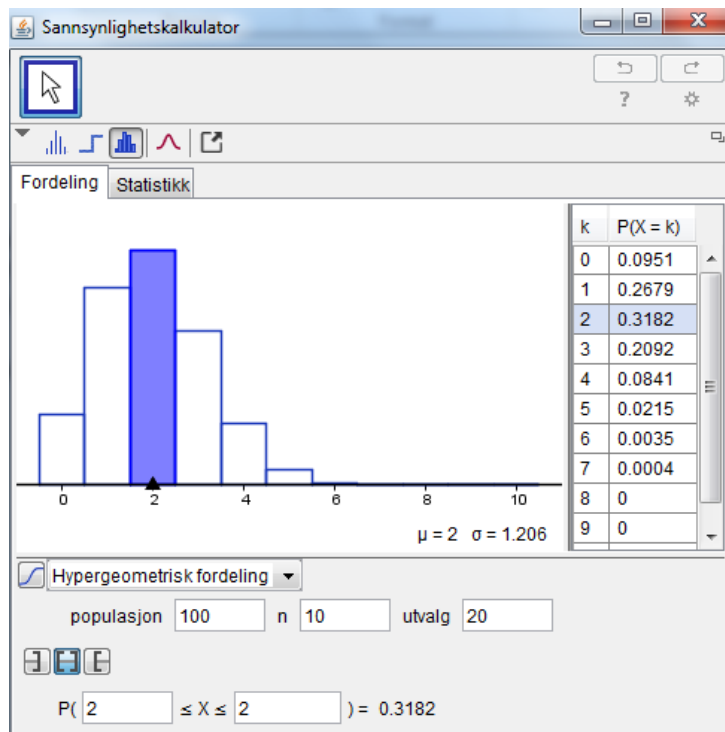 Sannsynlighetskalkulator
?
Fordeling Statistikk
k P(X = k)
0 0.0951
1 0.2679
2 0.3182
3 0.2092
4 0.0841
5 0.0215
6 0.0035
7 0.0004
8 0
9 0
0 2 4 6 8 10
μ = 2 σ = 1.206
Hypergeometrisk fordeling
populasjon 100 n 10 utvalg 20
P( 2 ≤ X ≤ 2 ) = 0.3182